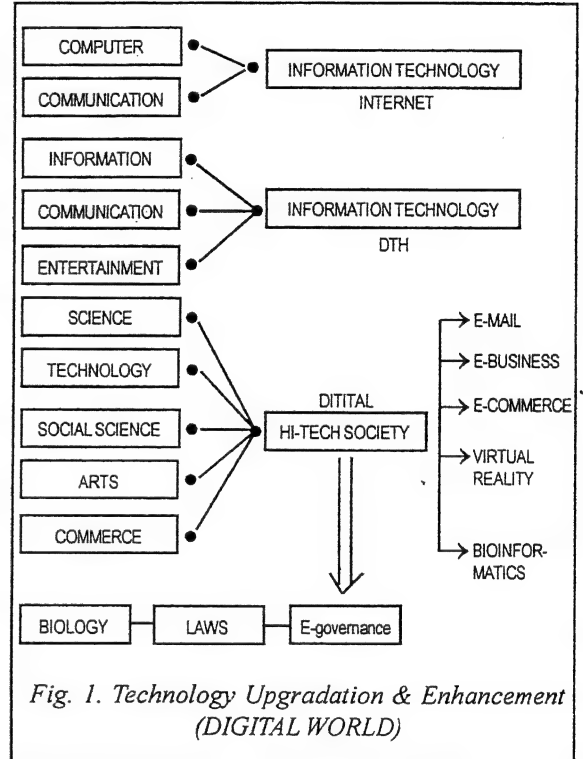 COMPUTER
COMMUNICATION
INFORMATION TECHNOLOGY
INTERNET
INFORMATION
COMMUNICATION
ENTERTAINMENT
INFORMATION TECHNOLOGY
DTH
SCIENCE
TECHNOLOGY
SOCIAL SCIENCE
ARTS
COMMERCE
DITITAL
HI-TECH SOCIETY
E-MAIL
E-BUSINESS
E-COMMERCE
VIRTUAL
REALITY
BIOINFOR-
MATICS
BIOLOGY
LAWS
E-governance
Fig. 1. Technology Upgradation & Enhancement
(DIGITAL WORLD)